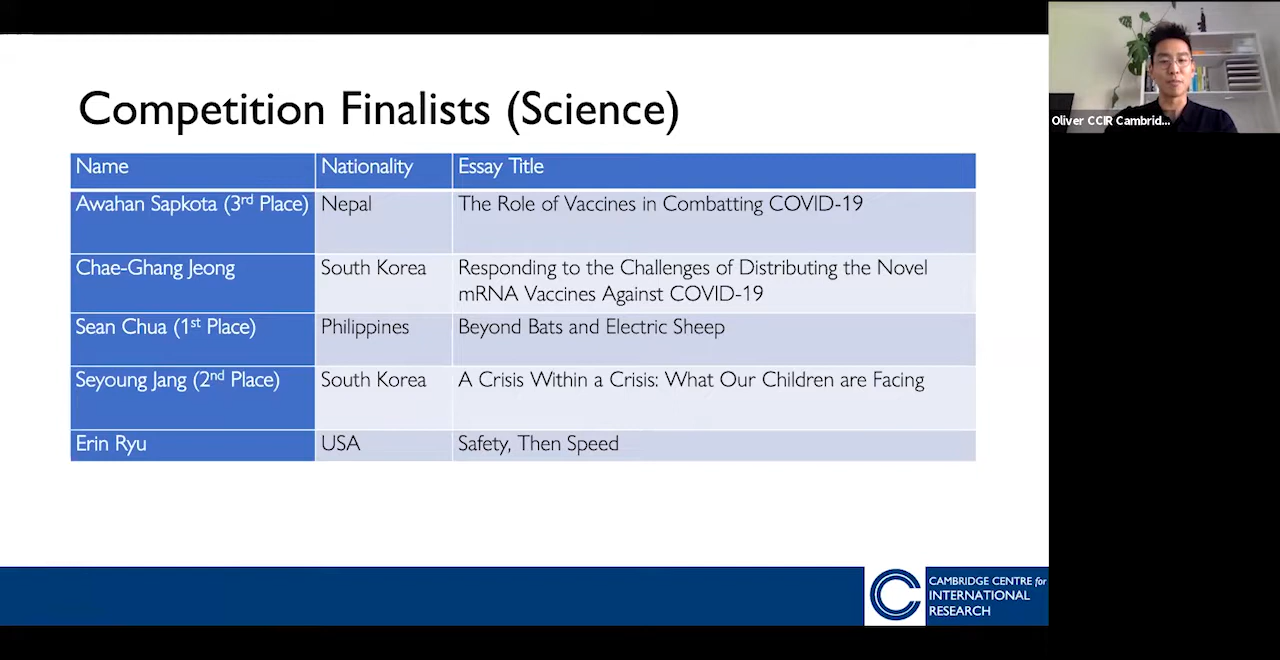 Competition Finalists (Science)
Name Nationality Essay Title
Awahan Sapkota (3rd Place) Nepal The Role of Vaccines in Combatting COVID-19
Chae-Ghang Jeong South Korea Responding to the Challenges of Distributing the Novel
mRNA Vaccines Against COVID-19
Sean Chua (1st Place) Philippines Beyond Bats and Electric Sheep
Seyoung Jang (2nd Place) South Korea A Crisis Within a Crisis: What Our Children are Facing
Erin Ryu USA Safety, Then Speed
Oliver CCIR Cambrid...
CAMBRIDGE CENTRE for
INTERNATIONAL
RESEARCH